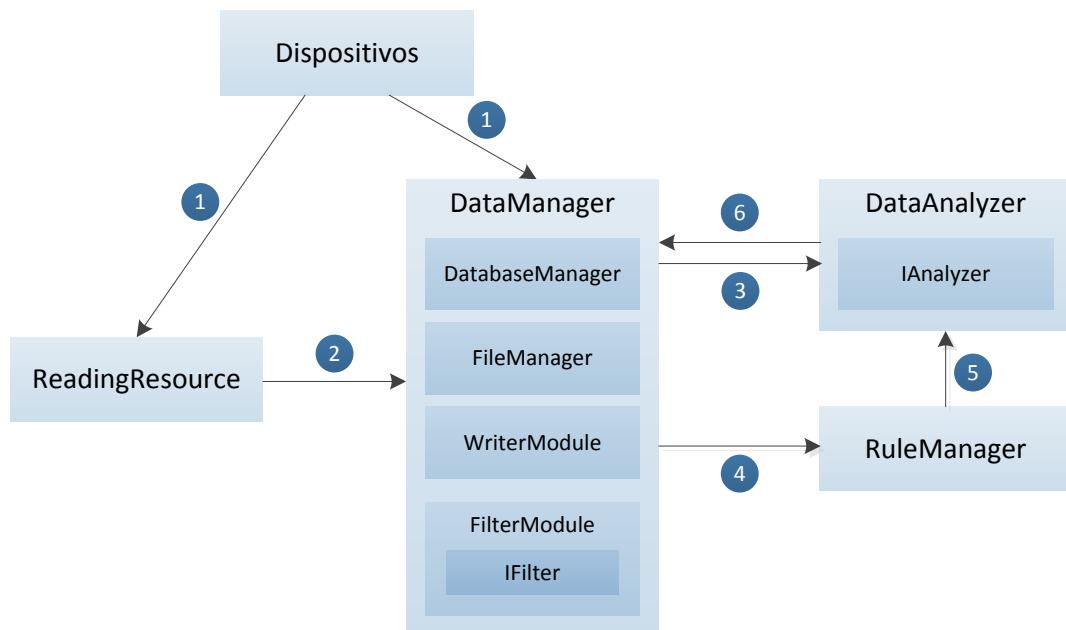 Dispositivos
1
1
DataManager
DataAnalyzer
6
DatabaseManager
IAnalyzer
3
2
FileManager
ReadingResource
5
WriterModule
RuleManager
4
FilterModule
IFilter